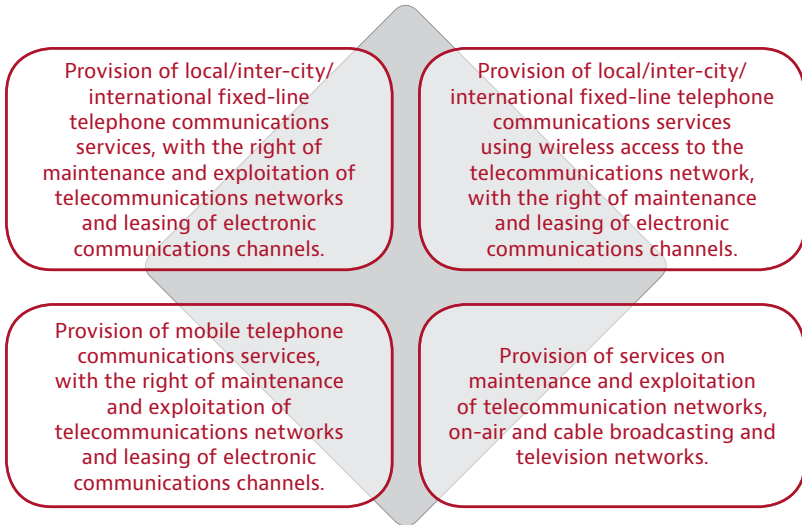 Provision of local/inter-city/
international fixed-line
telephone communications
services, with the right of
maintenance and exploitation of
telecommunications networks
and leasing of electronic
communications channels.
Provision of local/inter-city/
international fixed-line telephone
communications services
using wireless access to the
telecommunications network,
with the right of maintenance
and leasing of electronic
communications channels.
Provision of mobile telephone
communications services,
with the right of maintenance
and exploitation of
telecommunications networks
and leasing of electronic
communications channels.
Provision of services on
maintenance and exploitation
of telecommunication networks,
on-air and cable broadcasting and
television networks.